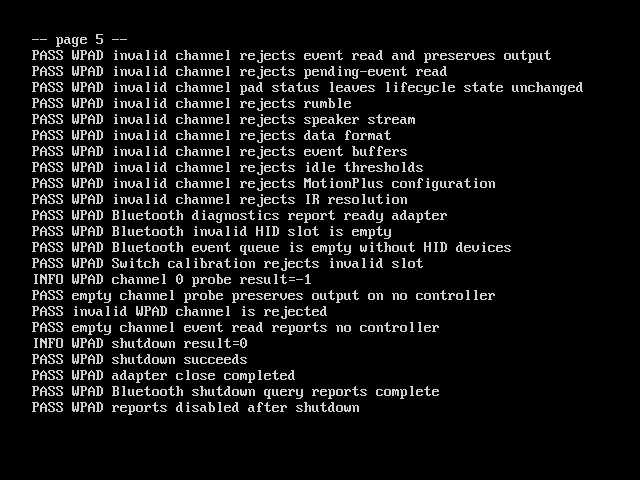 -- page 5 --
PASS WPAD invalid channel rejects event read and preserves output
PASS WPAD invalid channel rejects pending-event read
PASS WPAD invalid channel pad status leaves lifecycle state unchanged
PASS WPAD invalid channel rejects rumble
PASS WPAD invalid channel rejects speaker stream
PASS WPAD invalid channel rejects data format
PASS WPAD invalid channel rejects event buffers
PASS WPAD invalid channel rejects idle thresholds
PASS WPAD invalid channel rejects MotionPlus configuration
PASS WPAD invalid channel rejects IR resolution
PASS WPAD Bluetooth diagnostics report ready adapter
PASS WPAD Bluetooth invalid HID slot is empty
PASS WPAD Bluetooth event queue is empty without HID devices
PASS WPAD Switch calibration rejects invalid slot
INFO WPAD channel 0 probe result=-1
PASS empty channel probe preserves output on no controller
PASS invalid WPAD channel is rejected
PASS empty channel event read reports no controller
INFO WPAD shutdown result=0
PASS WPAD shutdown succeeds
PASS WPAD adapter close completed
PASS WPAD Bluetooth shutdown query reports complete
PASS WPAD reports disabled after shutdown